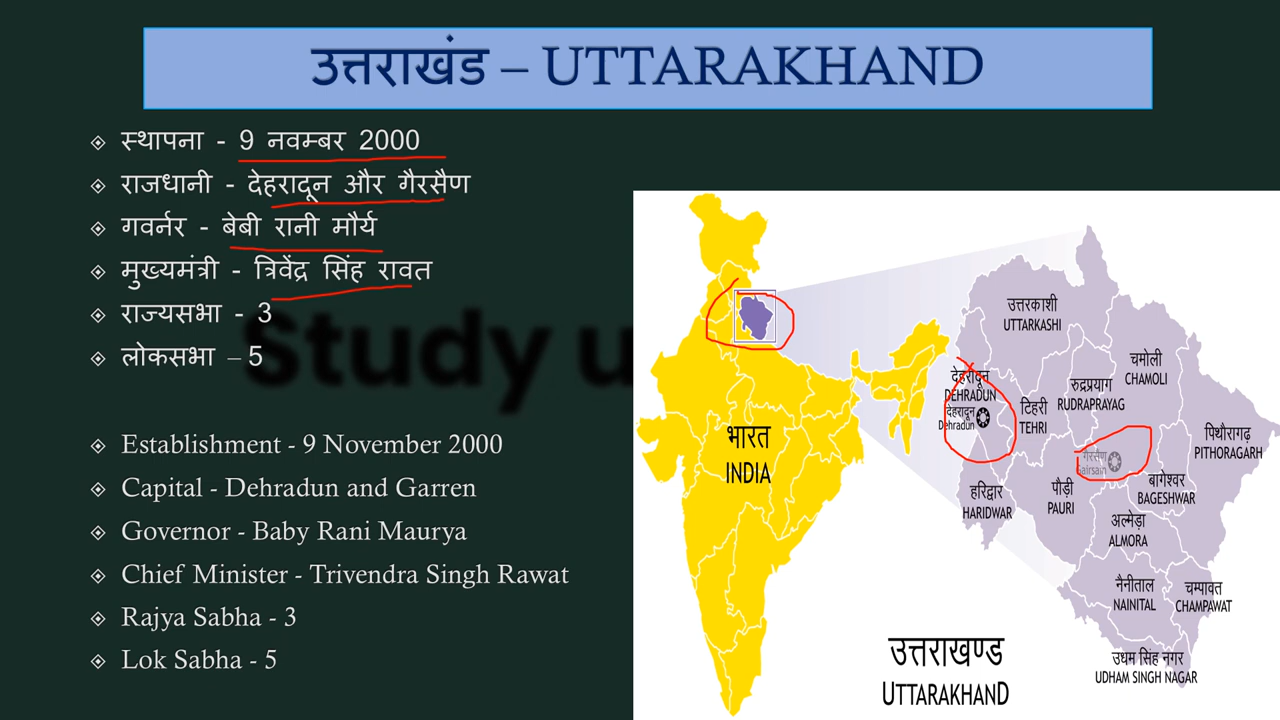 उत्तराखंड – UTTARAKHAND
स्थापना - 9 नवम्बर 2000
राजधानी - देहरादून और गैरसैण
गवर्नर - बेबी रानी मौर्य
मुख्यमंत्री - त्रिवेंद्र सिंह रावत
राज्यसभा - 3
लोकसभा – 5
Study u
Establishment - 9 November 2000
Capital - Dehradun and Garren
Governor - Baby Rani Maurya
Chief Minister - Trivendra Singh Rawat
Rajya Sabha - 3
Lok Sabha - 5
भारत
INDIA
उत्तरकाशी
UTTARKASHI
चमोली
CHAMOLI
देहरादून
DEHRADUN
देहरादून
Dehradun
टिहरी
TEHRI
रुद्रप्रयाग
RUDRAPRAYAG
पिथौरागढ़
PITHORAGARH
गैरसैण
Gairsain
हरिद्वार
HARIDWAR
पौड़ी
PAURI
बागेश्वर
BAGESHWAR
अल्मेड़ा
ALMORA
नैनीताल
NAINITAL
चम्पावत
CHAMPAWAT
उधम सिंह नगर
UDHAM SINGH NAGAR
उत्तराखण्ड
UTTARAKHAND